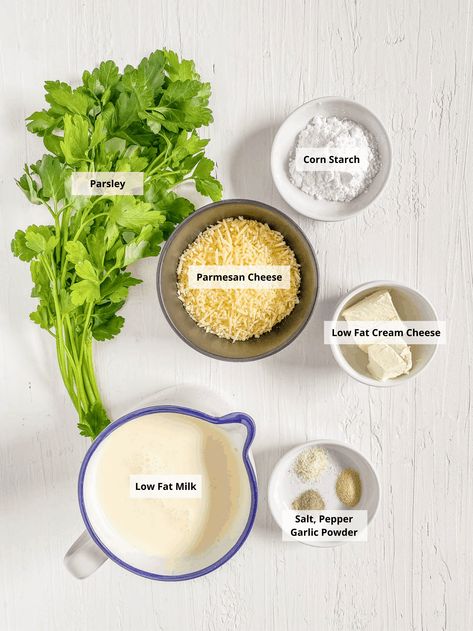 Corn Starch
Parsley
Parmesan Cheese
Low Fat Cream Cheese
Low Fat Milk
Salt, Pepper
Garlic Powder